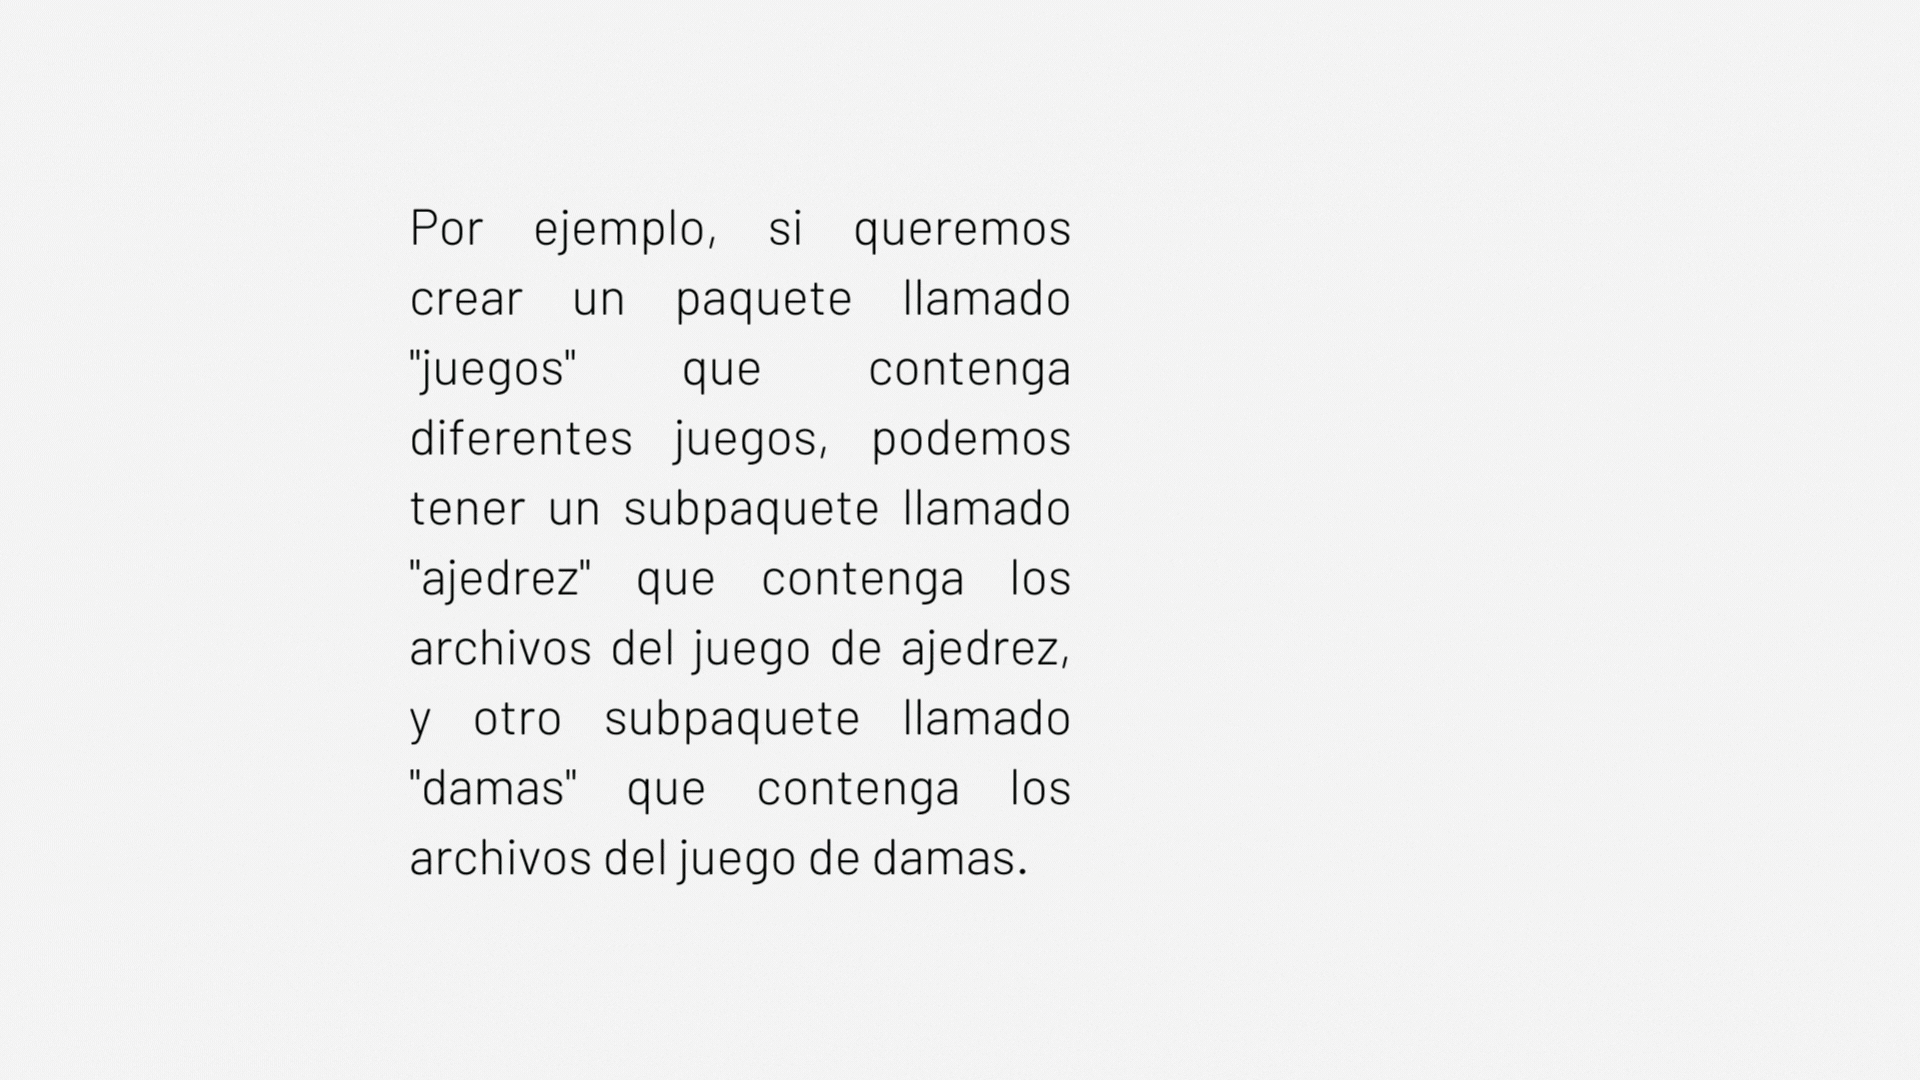 Por ejemplo, si queremos
crear un paquete llamado
"juegos" que contenga
diferentes juegos, podemos
tener un subpaquete llamado
"ajedrez" que contenga los
archivos del juego de ajedrez,
y otro subpaquete llamado
"damas" que contenga los
archivos del juego de damas.